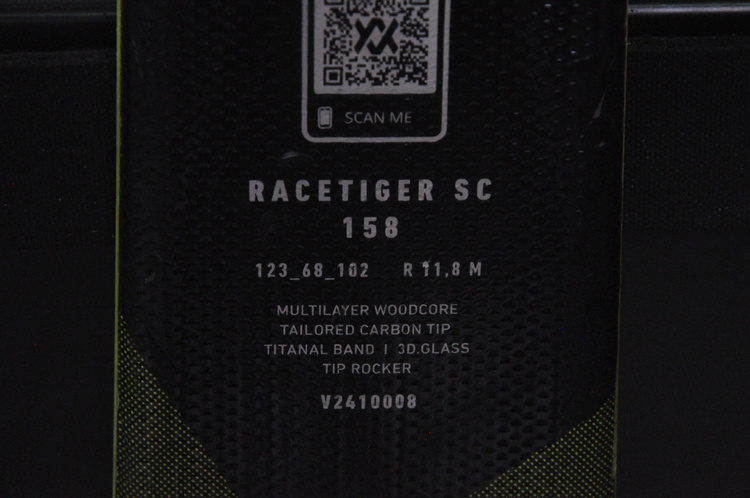 SCAN ME
RACETIGER SC
158
123_68_102 R 11,8 M
MULTILAYER WOODCORE
TAILORED CARBON TIP
TITANAL BAND | 3D.GLASS
TIP ROCKER
V2410008